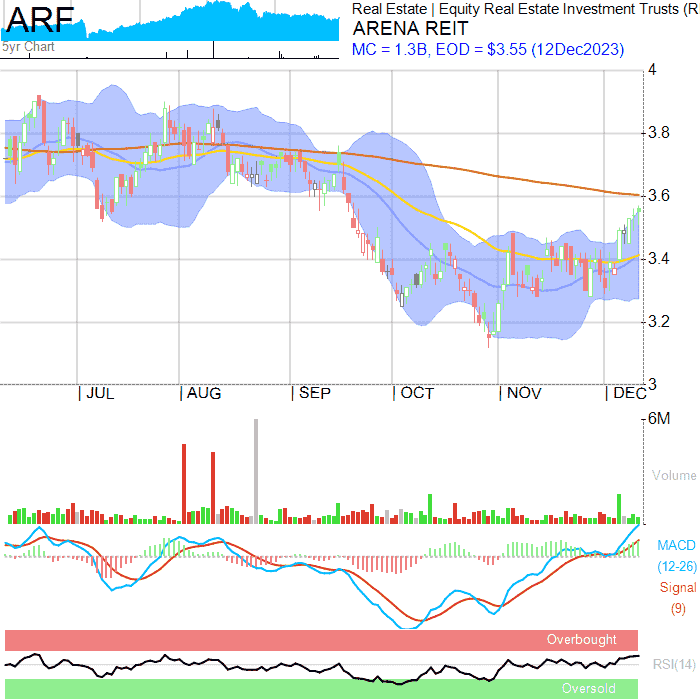 ARF
5yr Chart
Real Estate | Equity Real Estate Investment Trusts (R
ARENA REIT
MC = 1.3B, EOD = $3.55 (12Dec2023)
4
3.8
3.6
3.4
3.2
3
| JUL | AUG | SEP | OCT | NOV | DEC
6M
Volume
MACD
(12-26)
Signal
(9)
Overbought
RSI(14)
Oversold